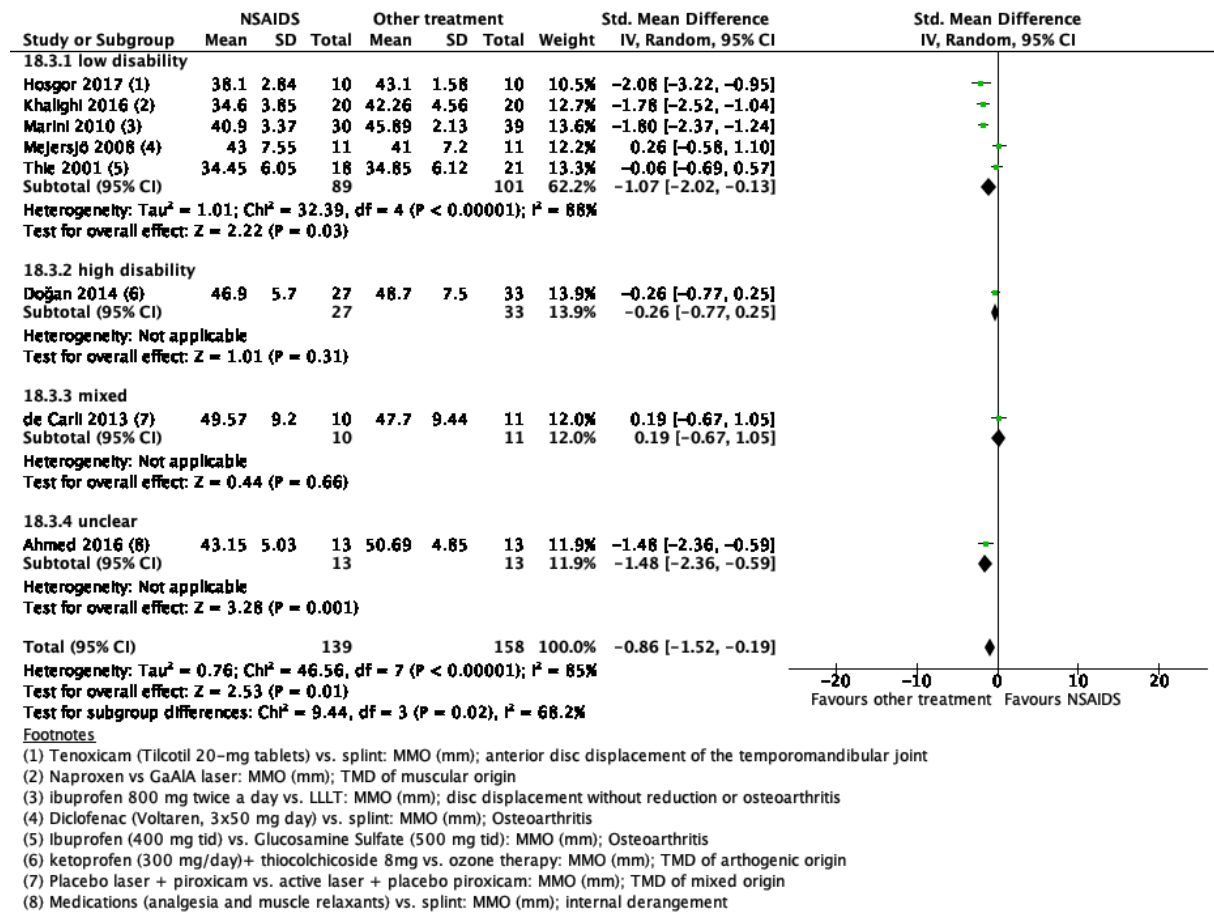 NSAIDS Other treatment Std. Mean Difference Std. Mean Difference
Study or Subgroup Mean SD Total Mean SD Total Weight IV, Random, 95% CI IV, Random, 95% CI
18.3.1 low disability
Hosgor 2017 (1) 38.1 2.84 10 43.1 1.58 10 10.5% −2.08 [−3.22, −0.95]
Khalighi 2016 (2) 34.6 3.85 20 42.26 4.56 20 12.7% −1.78 [−2.52, −1.04]
Marini 2010 (3) 40.9 3.37 30 45.89 2.13 39 13.6% −1.80 [−2.37, −1.24]
Mejersjö 2008 (4) 43 7.55 11 41 7.2 11 12.2% 0.26 [−0.58, 1.10]
Thie 2001 (5) 34.45 6.05 18 34.85 6.12 21 13.3% −0.06 [−0.69, 0.57]
Subtotal (95% CI) 89 101 62.2% −1.07 [−2.02, −0.13]
Heterogeneity: Tau² = 1.01; Chi² = 32.39, df = 4 (P < 0.00001); I² = 88%
Test for overall effect: Z = 2.22 (P = 0.03)
18.3.2 high disability
Doğan 2014 (6) 46.9 5.7 27 48.7 7.5 33 13.9% −0.26 [−0.77, 0.25]
Subtotal (95% CI) 27 33 13.9% −0.26 [−0.77, 0.25]
Heterogeneity: Not applicable
Test for overall effect: Z = 1.01 (P = 0.31)
18.3.3 mixed
de Carli 2013 (7) 49.57 9.2 10 47.7 9.44 11 12.0% 0.19 [−0.67, 1.05]
Subtotal (95% CI) 10 11 12.0% 0.19 [−0.67, 1.05]
Heterogeneity: Not applicable
Test for overall effect: Z = 0.44 (P = 0.66)
18.3.4 unclear
Ahmed 2016 (8) 43.15 5.03 13 50.69 4.85 13 11.9% −1.48 [−2.36, −0.59]
Subtotal (95% CI) 13 13 11.9% −1.48 [−2.36, −0.59]
Heterogeneity: Not applicable
Test for overall effect: Z = 3.28 (P = 0.001)
Total (95% CI) 139 158 100.0% −0.86 [−1.52, −0.19]
Heterogeneity: Tau² = 0.76; Chi² = 46.56, df = 7 (P < 0.00001); I² = 85%
Test for overall effect: Z = 2.53 (P = 0.01)
Test for subgroup differences: Chi² = 9.44, df = 3 (P = 0.02), I² = 68.2%
−20 −10 0 10 20
Favours other treatment Favours NSAIDS
Footnotes
(1) Tenoxicam (Tilcotil 20−mg tablets) vs. splint: MMO (mm); anterior disc displacement of the temporomandibular joint
(2) Naproxen vs GaAlA laser: MMO (mm); TMD of muscular origin
(3) ibuprofen 800 mg twice a day vs. LLLT: MMO (mm); disc displacement without reduction or osteoarthritis
(4) Diclofenac (Voltaren, 3x50 mg day) vs. splint: MMO (mm); Osteoarthritis
(5) Ibuprofen (400 mg tid) vs. Glucosamine Sulfate (500 mg tid): MMO (mm); Osteoarthritis
(6) ketoprofen (300 mg/day)+ thiocolchicoside 8mg vs. ozone therapy: MMO (mm); TMD of arthogenic origin
(7) Placebo laser + piroxicam vs. active laser + placebo piroxicam: MMO (mm); TMD of mixed origin
(8) Medications (analgesia and muscle relaxants) vs. splint: MMO (mm); internal derangement